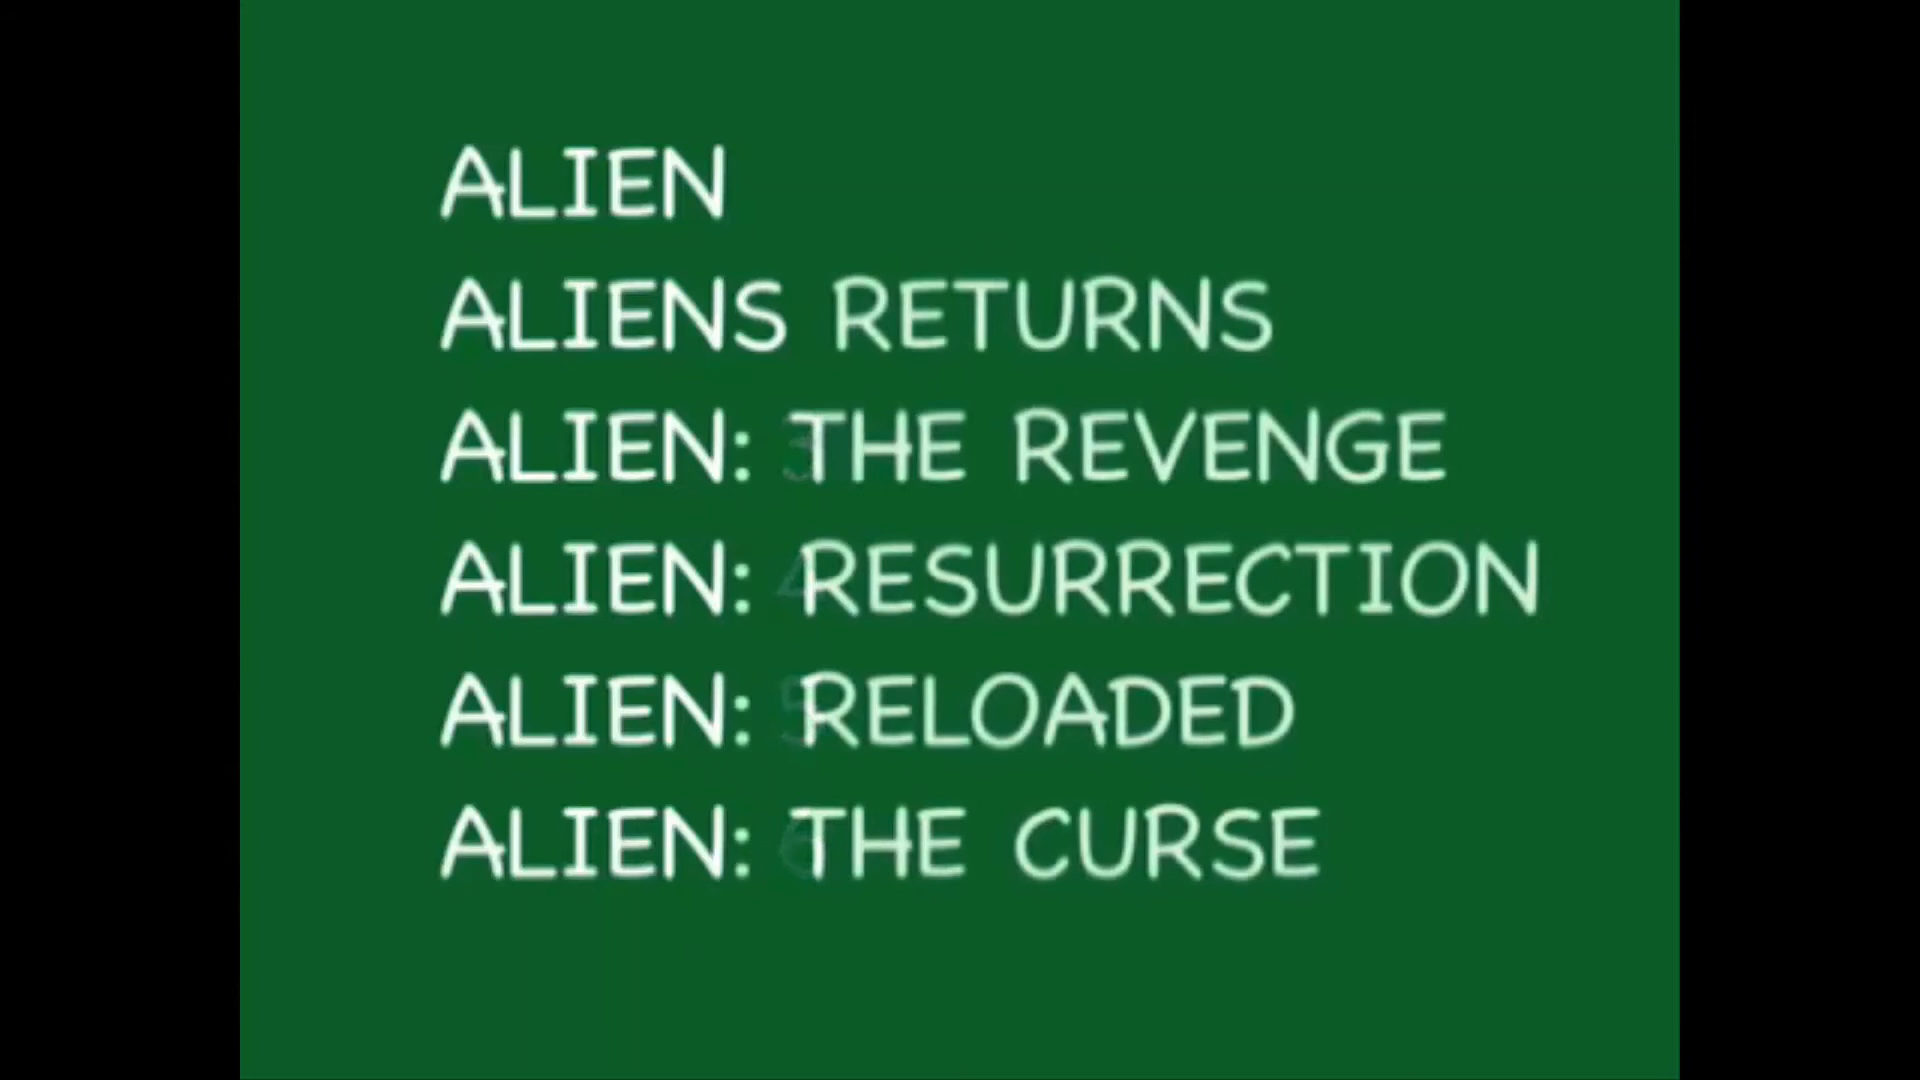 ALIEN
ALIENS RETURNS
ALIEN: THE REVENGE
ALIEN: RESURRECTION
ALIEN: RELOADED
ALIEN: THE CURSE